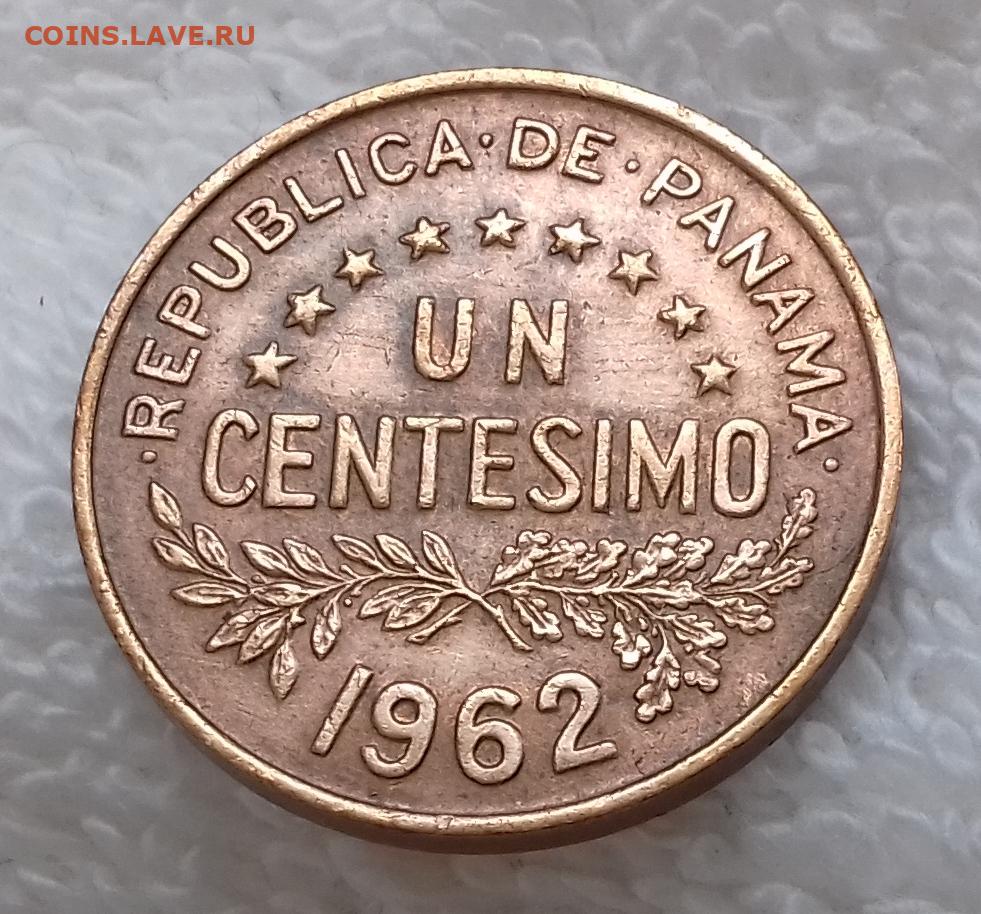 COINS.LAVE.RU
·REPUBLICA·DE·PANAMA·
UN
CENTESIMO
1962